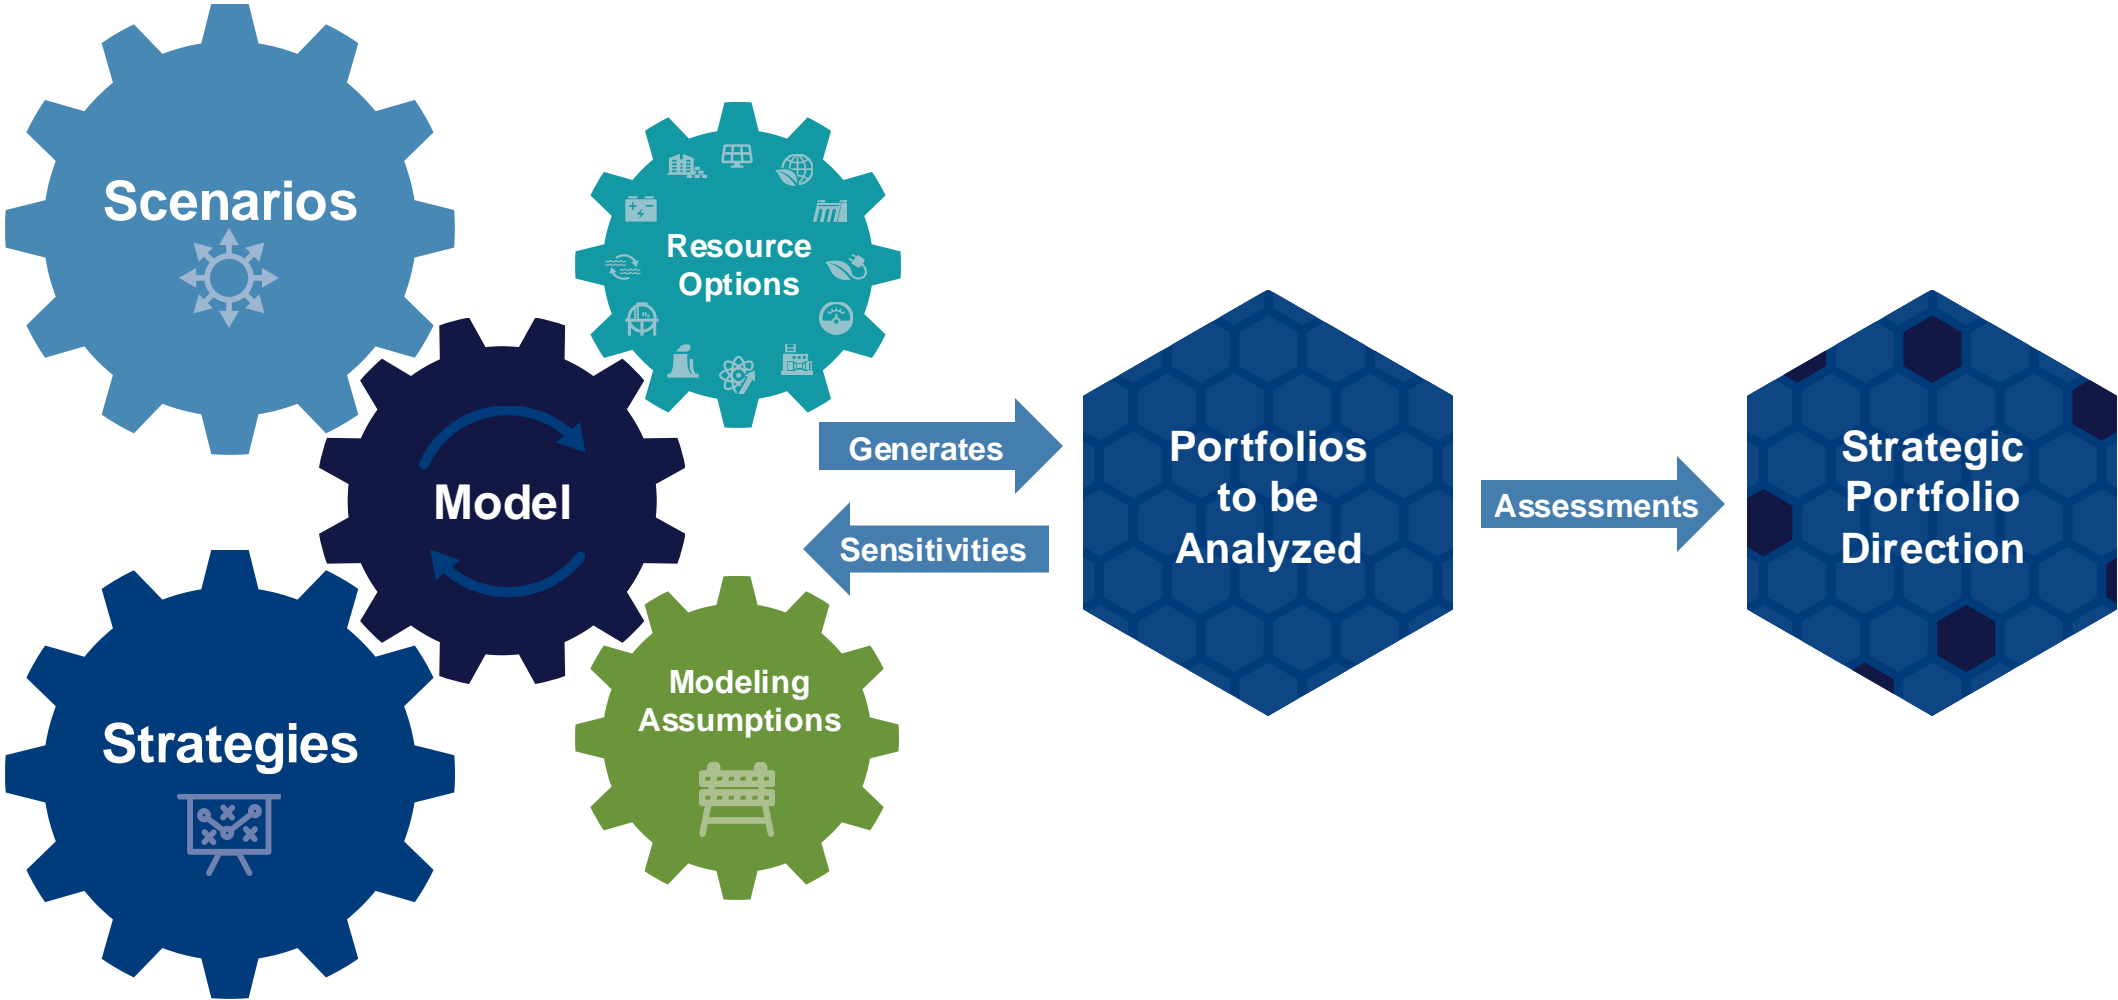 Scenarios
Resource
Options
Model
Strategies
Modeling
Assumptions
Generates
Sensitivities
Portfolios
to be
Analyzed
Assessments
Strategic
Portfolio
Direction